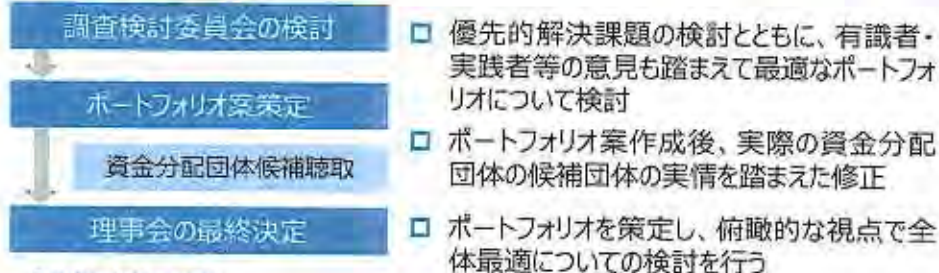 調査検討委員会の検討
ポートフォリオ案策定
資金分配団体候補聴取
理事会の最終決定
□ 優先的解決課題の検討とともに、有識者・
実践者等の意見も踏まえて最適なポートフォ
リオについて検討
□ ポートフォリオ案作成後、実際の資金分配
団体の候補団体の実情を踏まえた修正
□ ポートフォリオを策定し、俯瞰的な視点で全
体最適についての検討を行う